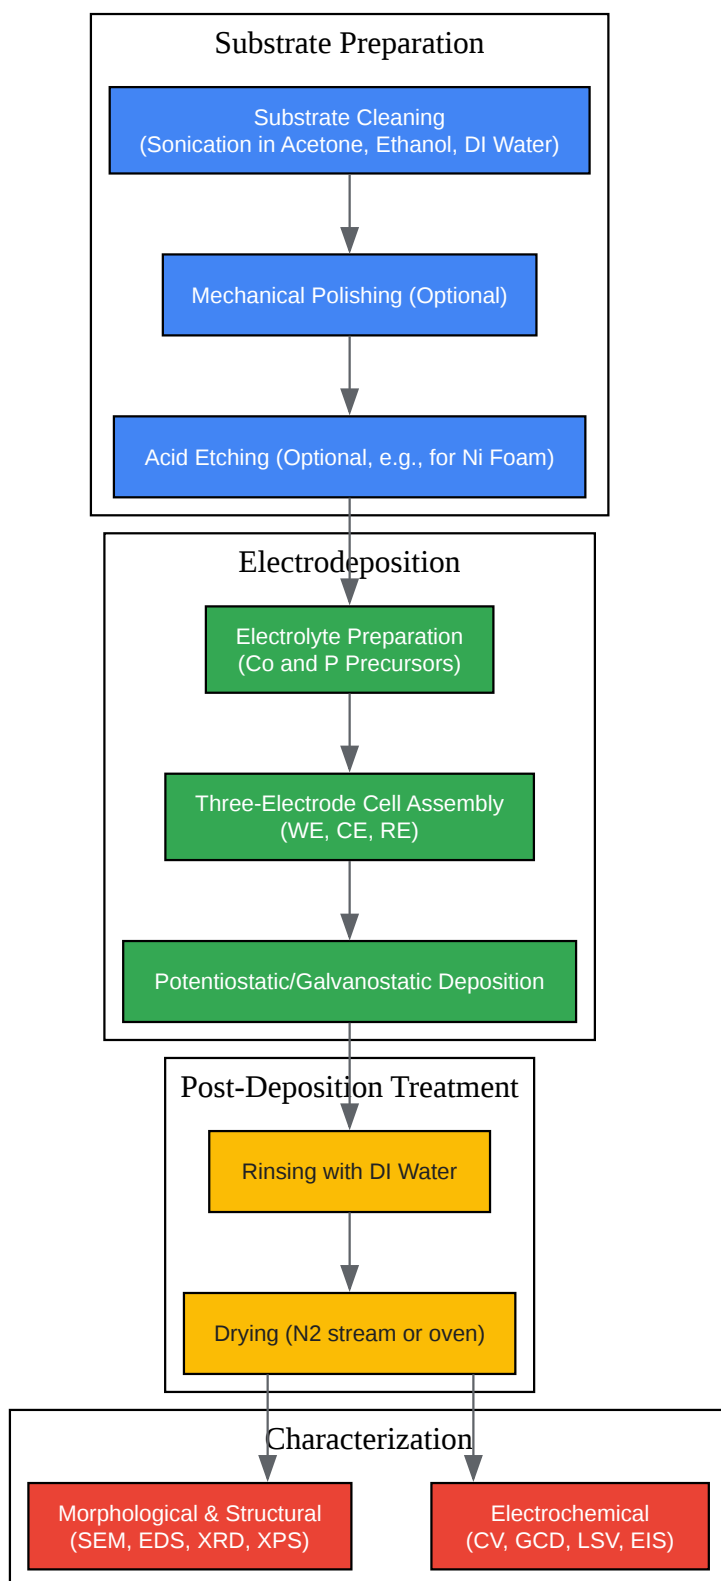 Substrate Preparation
Substrate Cleaning
(Sonication in Acetone, Ethanol, DI Water)
Mechanical Polishing (Optional)
Acid Etching (Optional, e.g., for Ni Foam)
Electrodeposition
Electrolyte Preparation
(Co and P Precursors)
Three-Electrode Cell Assembly
(WE, CE, RE)
Potentiostatic/Galvanostatic Deposition
Post-Deposition Treatment
Rinsing with DI Water
Drying (N2 stream or oven)
Characterization
Morphological & Structural
(SEM, EDS, XRD, XPS)
Electrochemical
(CV, GCD, LSV, EIS)